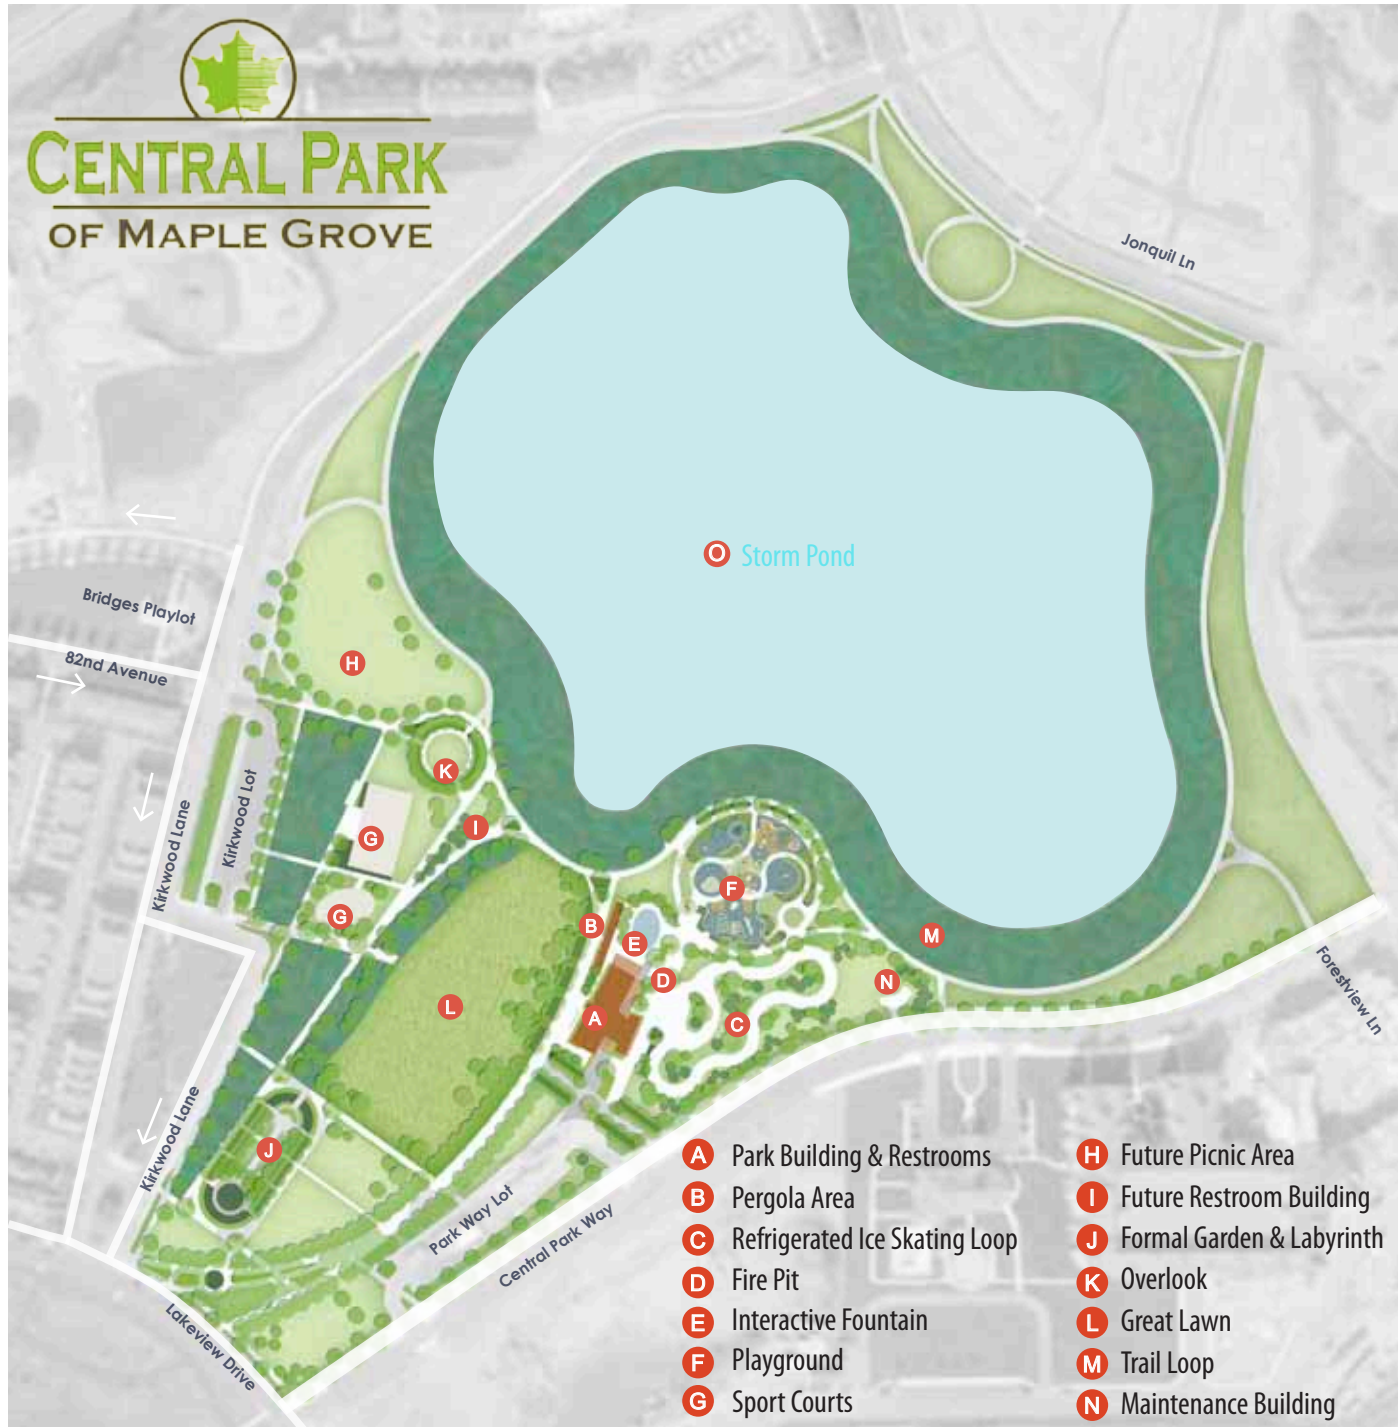 CENTRAL PARK
OF MAPLE GROVE
Jonquil Ln
O Storm Pond
Bridges Playlot
82nd Avenue
H
K
Kirkwood Lot
Kirkwood Lane
G
I
F
G
B
E
M
D
N
L
A
C
Forestview Ln
J
Kirkwood Lane
Park Way Lot
Central Park Way
Lakeview Drive
A Park Building & Restrooms
B Pergola Area
C Refrigerated Ice Skating Loop
D Fire Pit
E Interactive Fountain
F Playground
G Sport Courts
H Future Picnic Area
I Future Restroom Building
J Formal Garden & Labyrinth
K Overlook
L Great Lawn
M Trail Loop
N Maintenance Building